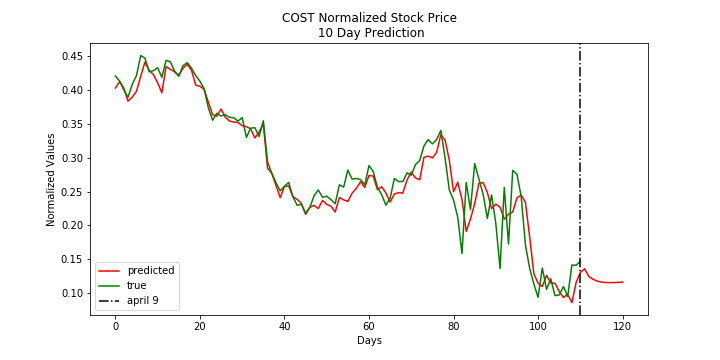 COST Normalized Stock Price
10 Day Prediction
Normalized Values
0.45
0.40
0.35
0.30
0.25
0.20
0.15
0.10
predicted
true
april 9
0
20
40
60
80
100
120
Days